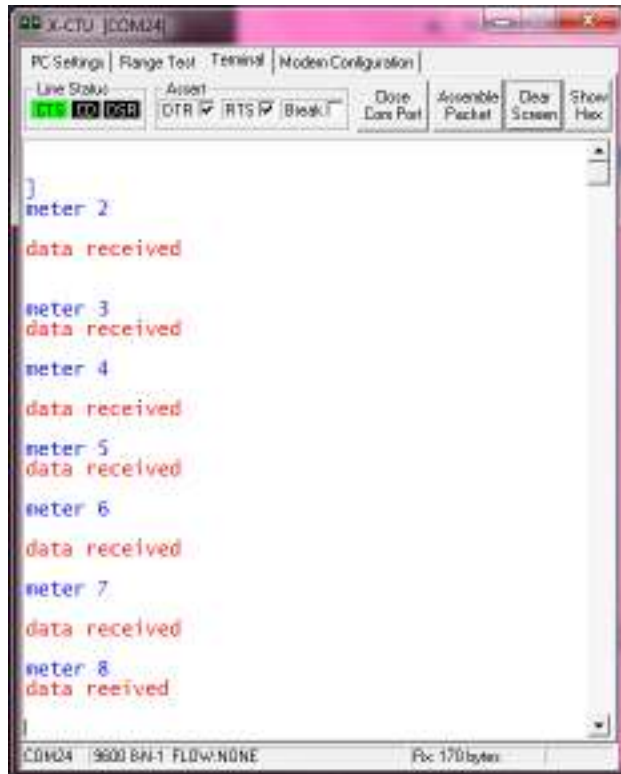 X-CTU [COM24]
PC Settings Range Test Terminal Modem Configuration
Line Status Assert
CTS CD DSR DTR RTS Break
Close Com Port
Assemble Packet
Clear Screen
Show Hex
]
meter 2
data received
meter 3
data received
meter 4
data received
meter 5
data received
meter 6
data received
meter 7
data received
meter 8
data reeived
COM24 9600 8-N-1 FLOW:NONE Rx: 170 bytes